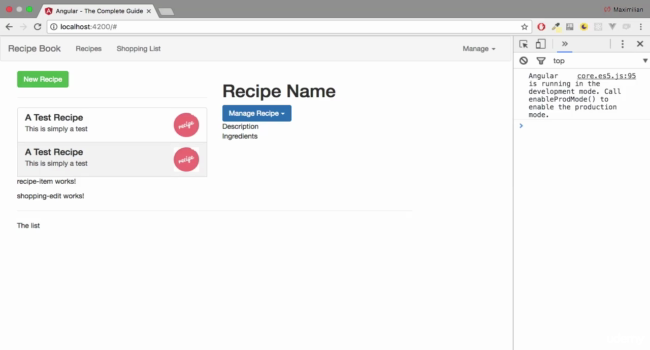 Angular - The Complete Guide
Maximilian
localhost:4200/#
Recipe Book
Recipes
Shopping List
Manage
New Recipe
A Test Recipe
This is simply a test
recipe
A Test Recipe
This is simply a test
recipe
recipe-item works!
shopping-edit works!
The list
Recipe Name
Manage Recipe
Description
Ingredients
top
Angular core.es5.js:95
is running in the
development mode. Call
enableProdMode() to
enable the production
mode.